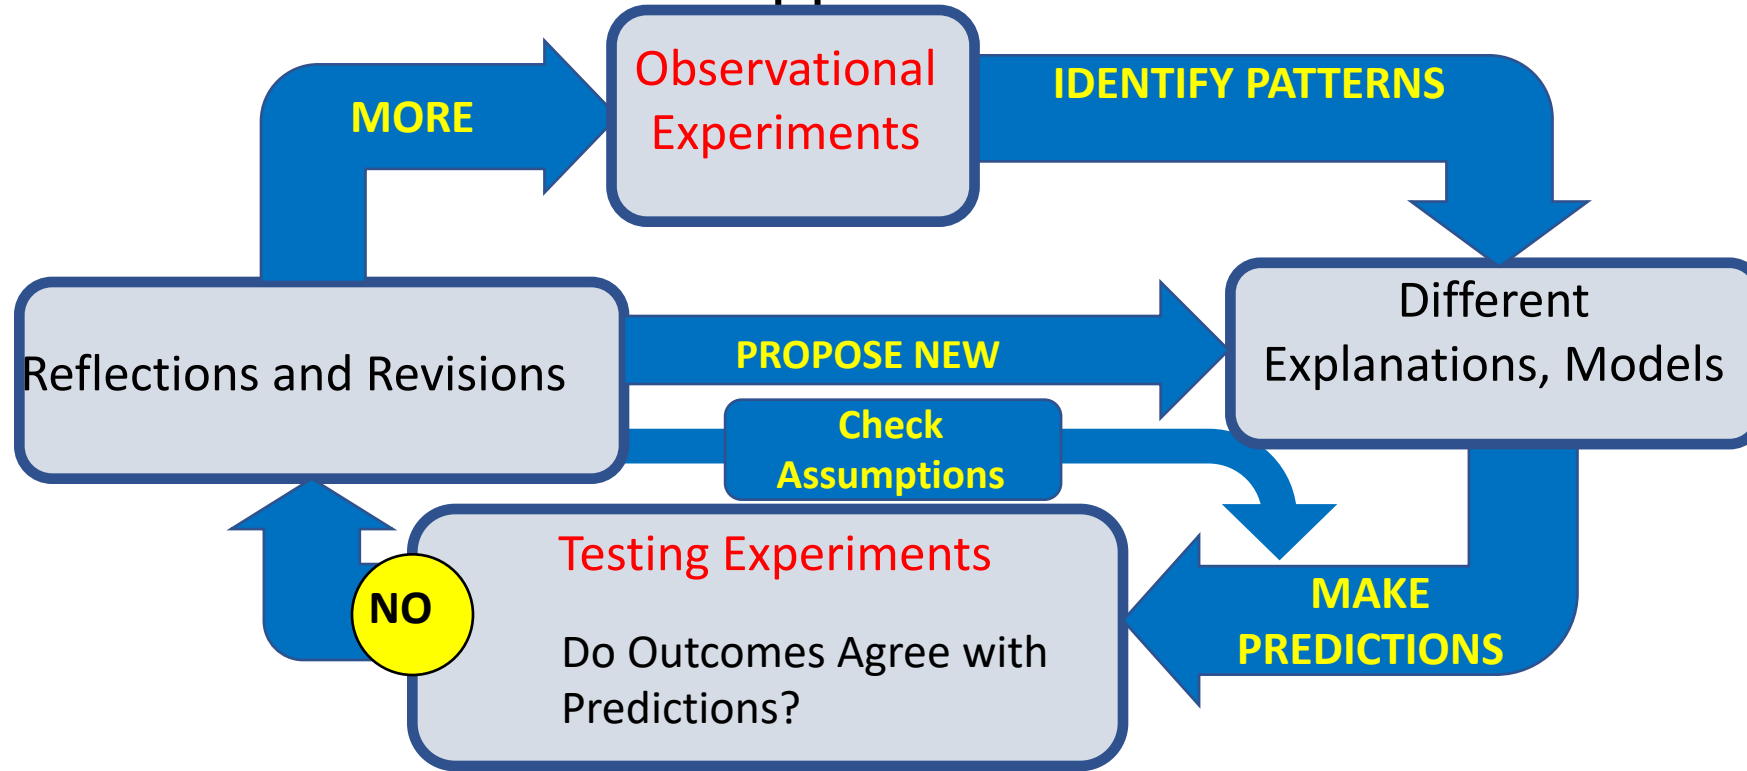 Observational
Experiments
MORE
IDENTIFY PATTERNS
Different
Explanations, Models
Reflections and Revisions
PROPOSE NEW
Check
Assumptions
Testing Experiments
NO
Do Outcomes Agree with
Predictions?
MAKE
PREDICTIONS